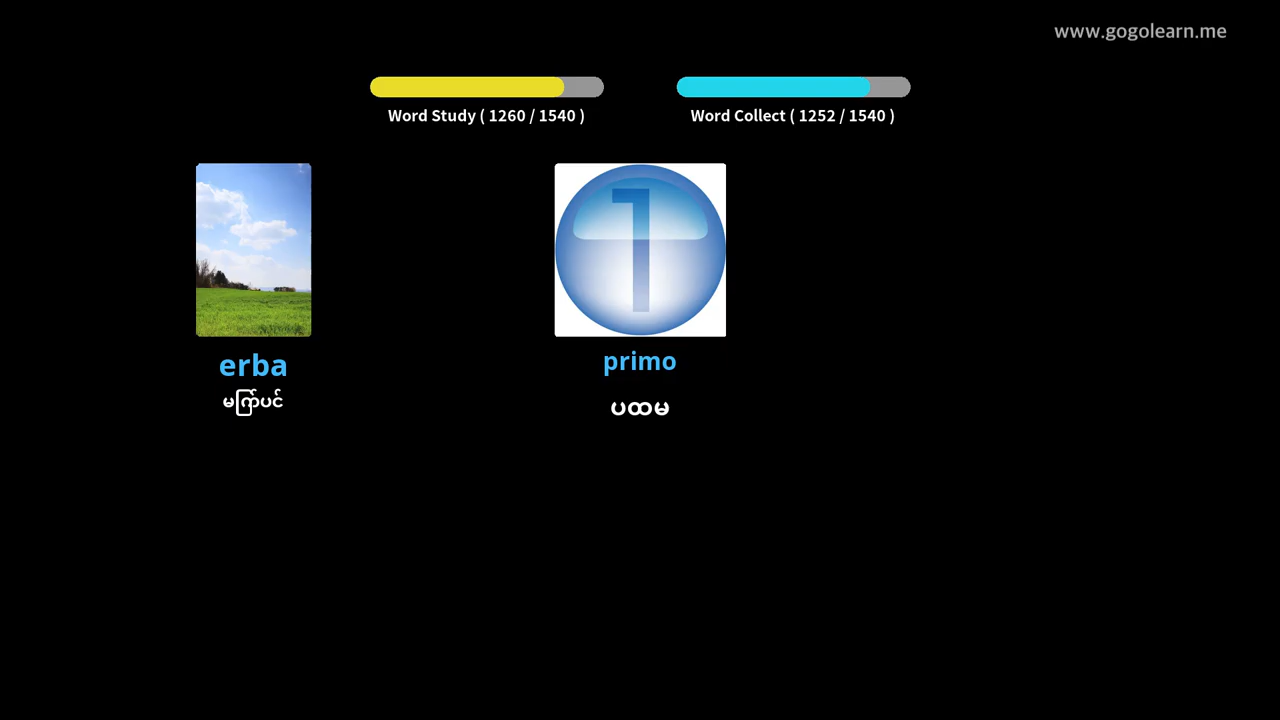 www.gogolearn.me
Word Study ( 1260 / 1540 )
Word Collect ( 1252 / 1540 )
1
erba
မြက်ပင်
primo
ပထမ